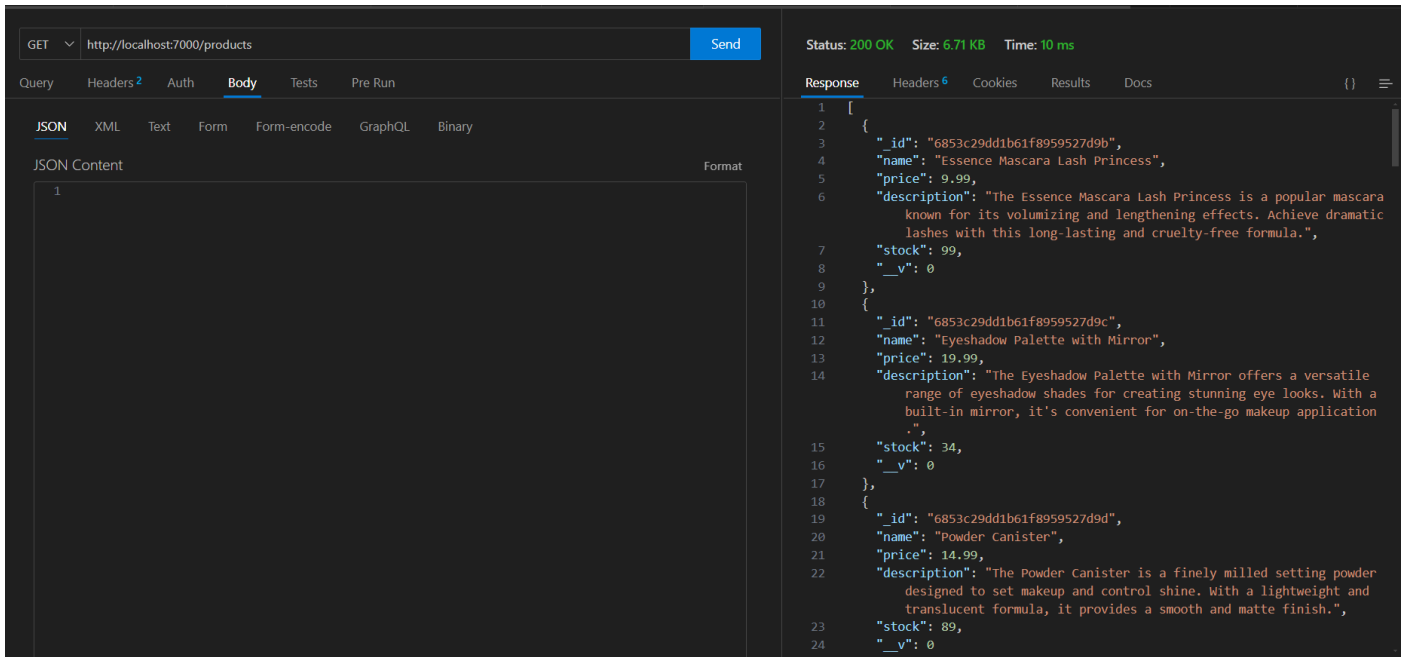 GET http://localhost:7000/products Send
Query Headers 2 Auth Body Tests Pre Run
JSON XML Text Form Form-encode GraphQL Binary
JSON Content Format
1
Status: 200 OK Size: 6.71 KB Time: 10 ms
Response Headers 6 Cookies Results Docs { }
1 [
2 {
3 "_id": "6853c29dd1b61f8959527d9b",
4 "name": "Essence Mascara Lash Princess",
5 "price": 9.99,
6 "description": "The Essence Mascara Lash Princess is a popular mascara
known for its volumizing and lengthening effects. Achieve dramatic
lashes with this long-lasting and cruelty-free formula.",
7 "stock": 99,
8 "__v": 0
9 },
10 {
11 "_id": "6853c29dd1b61f8959527d9c",
12 "name": "Eyeshadow Palette with Mirror",
13 "price": 19.99,
14 "description": "The Eyeshadow Palette with Mirror offers a versatile
range of eyeshadow shades for creating stunning eye looks. With a
built-in mirror, it's convenient for on-the-go makeup application
.",
15 "stock": 34,
16 "__v": 0
17 },
18 {
19 "_id": "6853c29dd1b61f8959527d9d",
20 "name": "Powder Canister",
21 "price": 14.99,
22 "description": "The Powder Canister is a finely milled setting powder
designed to set makeup and control shine. With a lightweight and
translucent formula, it provides a smooth and matte finish.",
23 "stock": 89,
24 "__v": 0